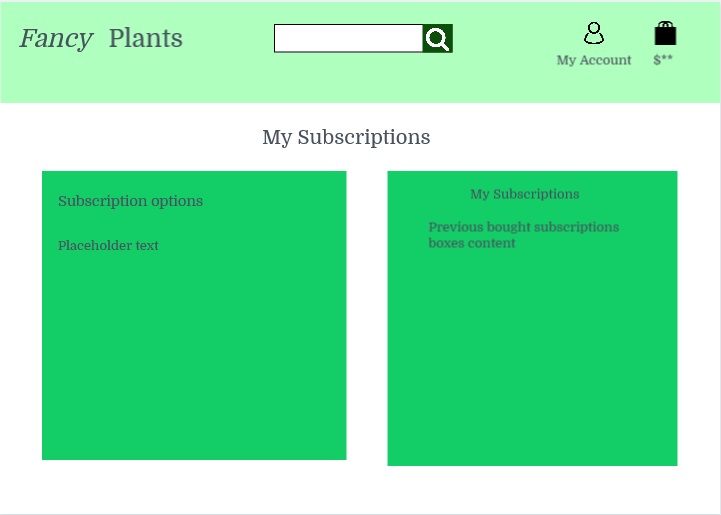 Fancy Plants
My Account $**
My Subscriptions
Subscription options
Placeholder text
My Subscriptions
Previous bought subscriptions
boxes content